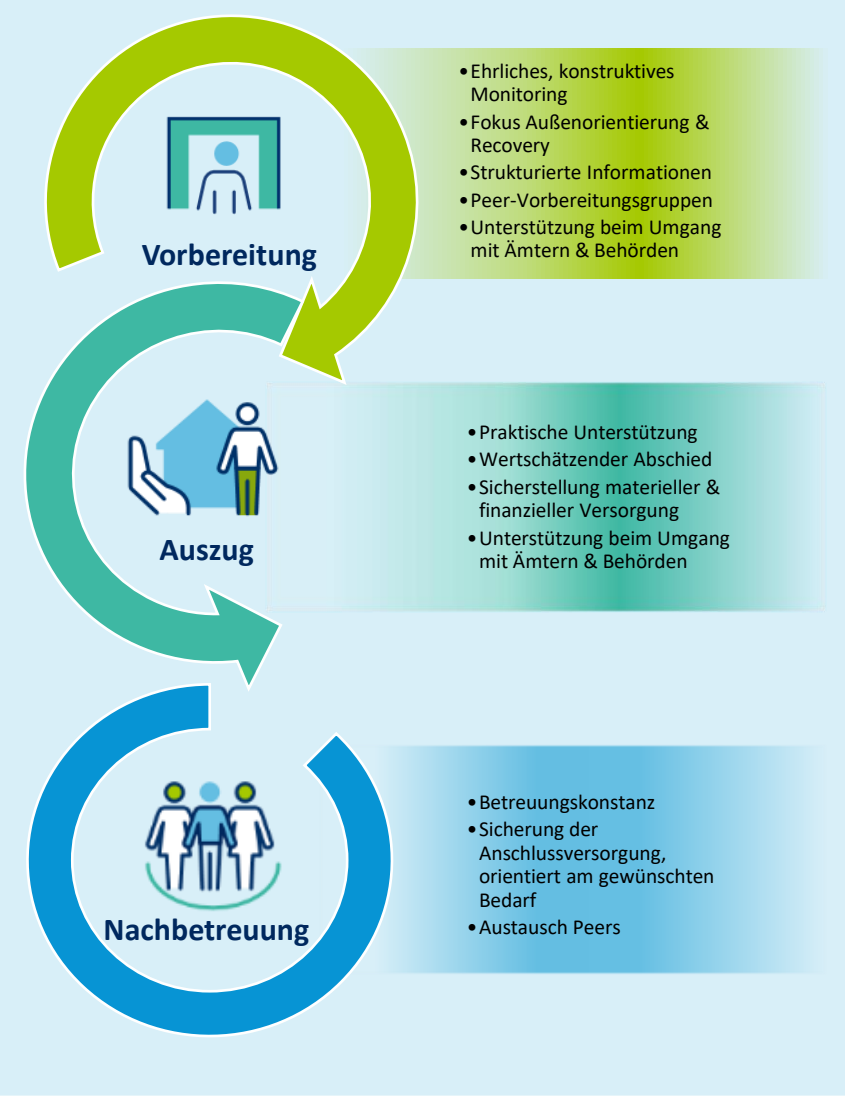 Vorbereitung
•Ehrliches, konstruktives
Monitoring
•Fokus Außenorientierung &
Recovery
•Strukturierte Informationen
•Peer-Vorbereitungsgruppen
•Unterstützung beim Umgang
mit Ämtern & Behörden
Auszug
•Praktische Unterstützung
•Wertschätzender Abschied
•Sicherstellung materieller &
finanzieller Versorgung
•Unterstützung beim Umgang
mit Ämtern & Behörden
Nachbetreuung
•Betreuungskonstanz
•Sicherung der
Anschlussversorgung,
orientiert am gewünschten
Bedarf
•Austausch Peers